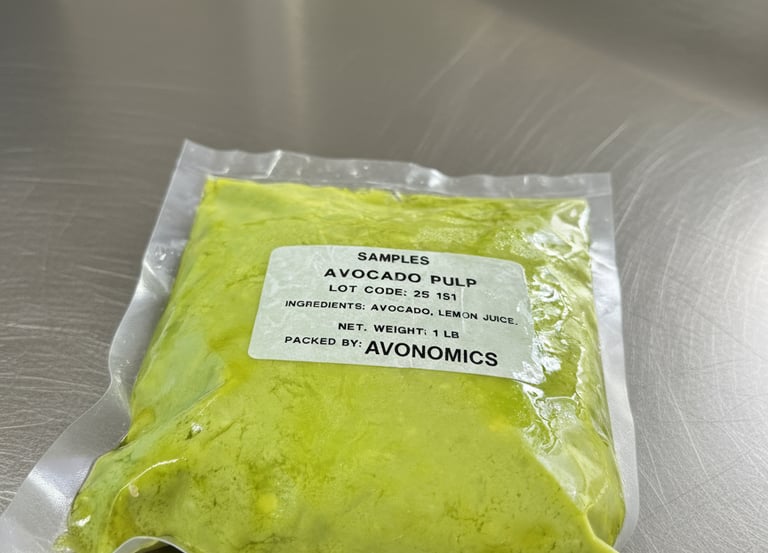 SAMPLES
AVOCADO PULP
LOT CODE: 25 1S1
INGREDIENTS: AVOCADO, LEMON JUICE.
NET. WEIGHT: 1 LB
PACKED BY: AVONOMICS